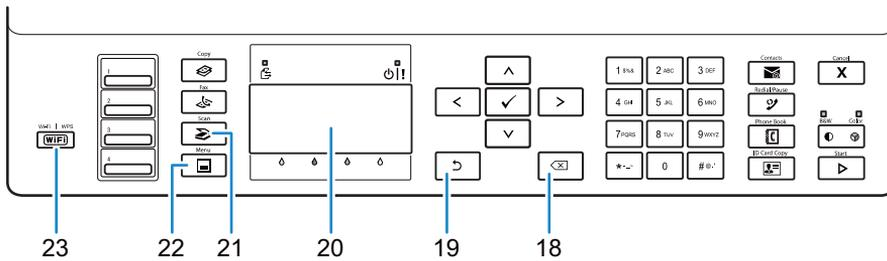 Copy
Fax
Scan
Menu
1
2
3
4
Wi-Fi | WPS
WiFi
1 2 ABC 3 DEF
4 GHI 5 JKL 6 MNO
7 PQRS 8 TUV 9 WXYZ
0
Contacts
Redial/Pause
Phone Book
ID Card Copy
Cancel
X
B&W Color
Start
23 22 21 20 19 18